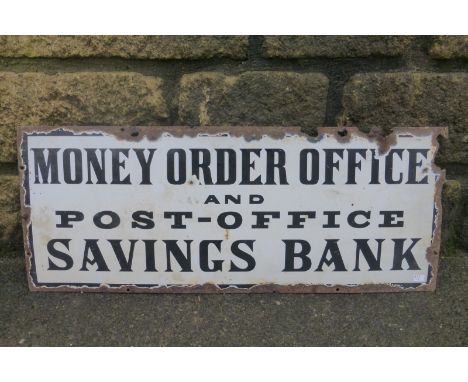 MONEY ORDER OFFICE
AND
POST-OFFICE
SAVINGS BANK